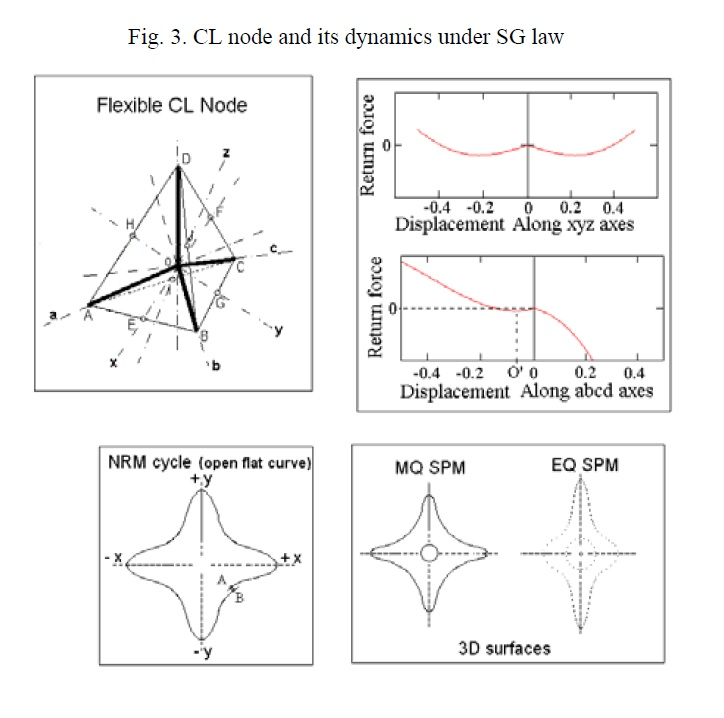 Fig. 3. CL node and its dynamics under SG law
Flexible CL Node
D
z
F
H
J
c
o
C
I
G
a
A
E
B
y
x
b
Return force
0
-0.4 -0.2 0 0.2 0.4
Displacement Along xyz axes
Return force
0
-0.4 -0.2 O' 0 0.2 0.4
Displacement Along abcd axes
NRM cycle (open flat curve)
+y
- x
+ x
A
B
-y
MQ SPM
EQ SPM
3D surfaces